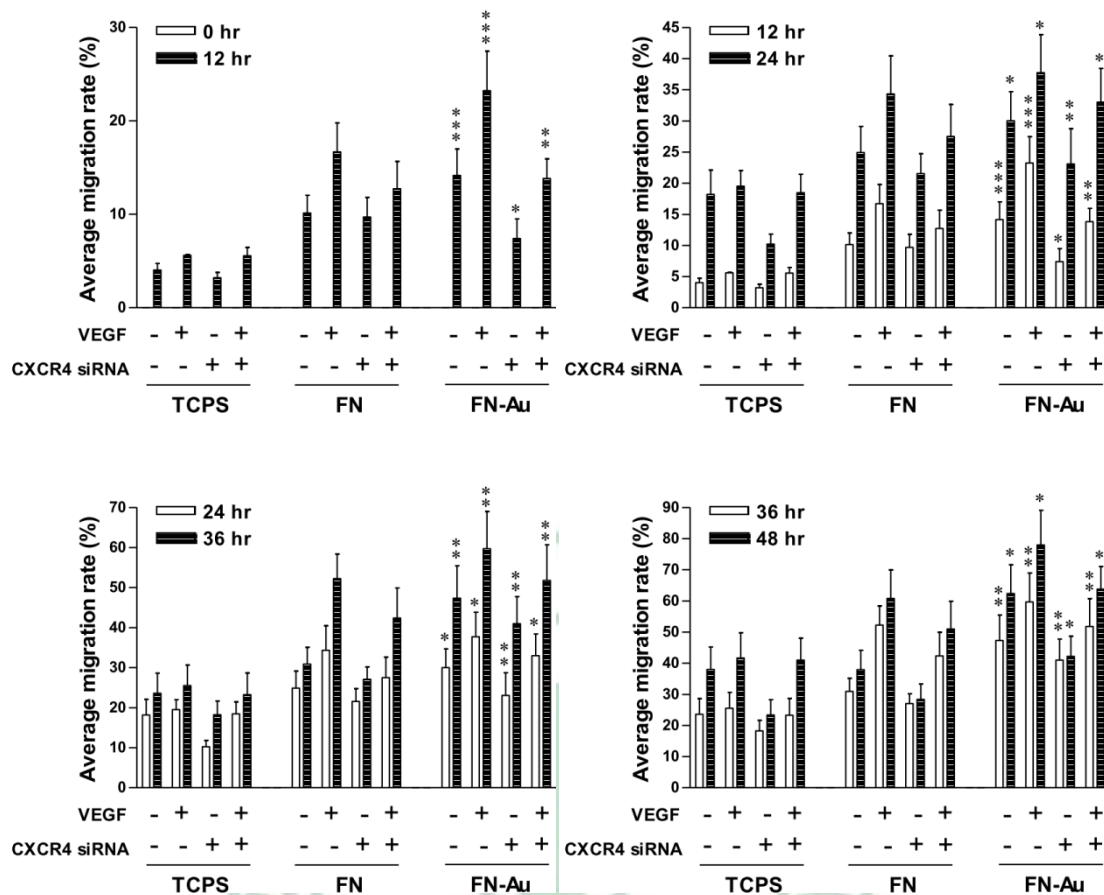 0 hr
12 hr
Average migration rate (%)
30
20
10
0
*** *** * **
VEGF - + - + - + - + - + - +
CXCR4 siRNA - - + + - - + + - - + +
TCPS FN FN-Au
12 hr
24 hr
Average migration rate (%)
45
40
35
30
25
20
15
10
5
0
*** * *** * * ** ** *
VEGF - + - + - + - + - + - +
CXCR4 siRNA - - + + - - + + - - + +
TCPS FN FN-Au
24 hr
36 hr
Average migration rate (%)
70
60
50
40
30
20
10
0
* ** * ** ** ** * **
VEGF - + - + - + - + - + - +
CXCR4 siRNA - - + + - - + + - - + +
TCPS FN FN-Au
36 hr
48 hr
Average migration rate (%)
90
80
70
60
50
40
30
20
10
0
** * ** * ** * ** *
VEGF - + - + - + - + - + - +
CXCR4 siRNA - - + + - - + + - - + +
TCPS FN FN-Au